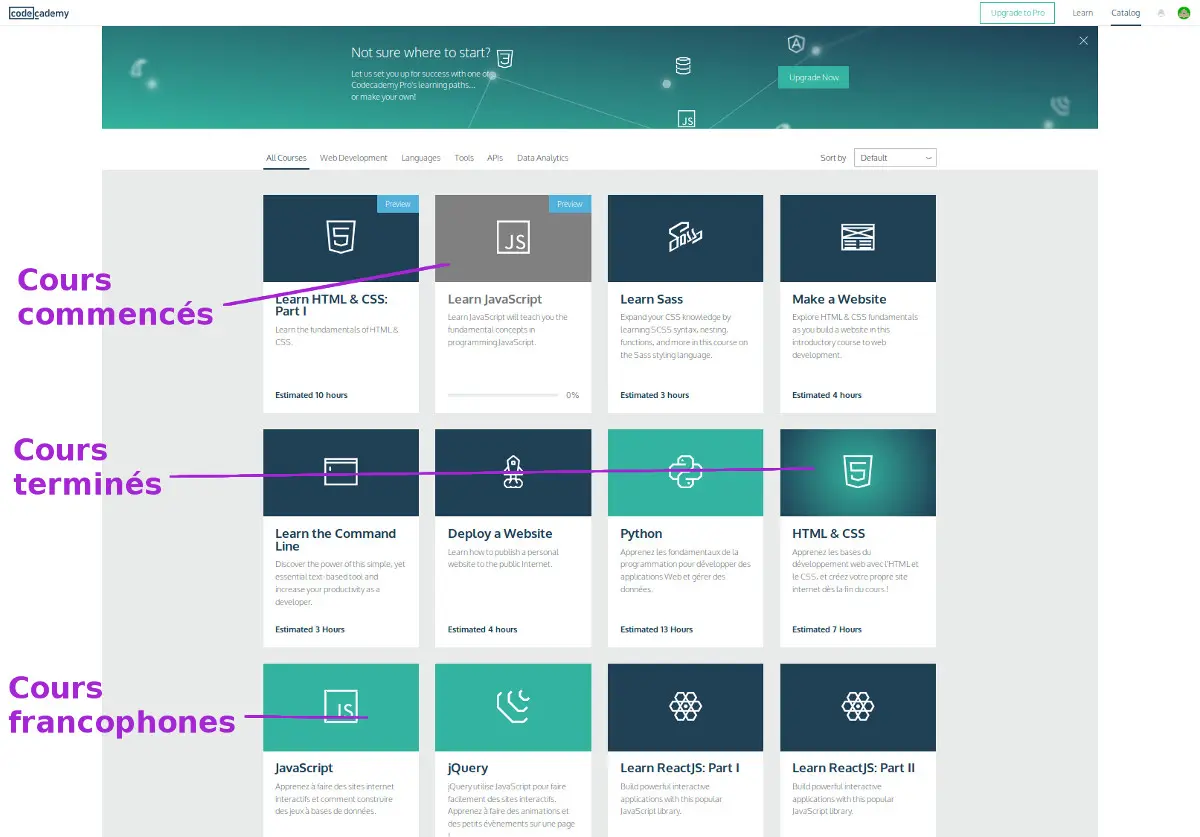 codecademy
Upgrade to Pro
Learn
Catalog
Not sure where to start?
Let us set you up for success with one of
Codecademy Pro's learning paths...
or make your own!
Upgrade Now
JS
All Courses
Web Development
Languages
Tools
APIs
Data Analytics
Sort by
Default
Cours
commencés
Preview
5
Learn HTML & CSS:
Part I
Learn the fundamentals of HTML &
CSS.
Estimated 10 hours
Preview
JS
Learn JavaScript
Learn JavaScript will teach you the
fundamental concepts in
programming JavaScript.
0%
Sass
Learn Sass
Expand your CSS knowledge by
learning SCSS syntax, nesting,
functions, and more in this course on
the Sass styling language.
Estimated 3 hours
Make a Website
Explore HTML & CSS fundamentals
as you build a website in this
introductory course to web
development.
Estimated 4 hours
Cours
terminés
Learn the Command
Line
Discover the power of this simple, yet
essential text-based tool and
increase your productivity as a
developer.
Estimated 3 Hours
Deploy a Website
Learn how to publish a personal
website to the public Internet.
Estimated 4 hours
Python
Apprenez les fondamentaux de la
programmation pour développer des
applications Web et gérer des
données.
Estimated 13 Hours
5
HTML & CSS
Apprenez les bases du
développement web avec l'HTML et
le CSS, et créez votre propre site
internet dès la fin du cours !
Estimated 7 Hours
Cours
francophones
JS
JavaScript
Apprenez à faire des sites internet
interactifs et comment construire
des jeux à bases de données.
jQuery
jQuery utilise JavaScript pour faire
facilement des sites interactifs.
Apprenez à faire des animations et
des petits évènements sur une page
Learn ReactJS: Part I
Build powerful interactive
applications with this popular
JavaScript library.
Learn ReactJS: Part II
Build powerful interactive
applications with this popular
JavaScript library.